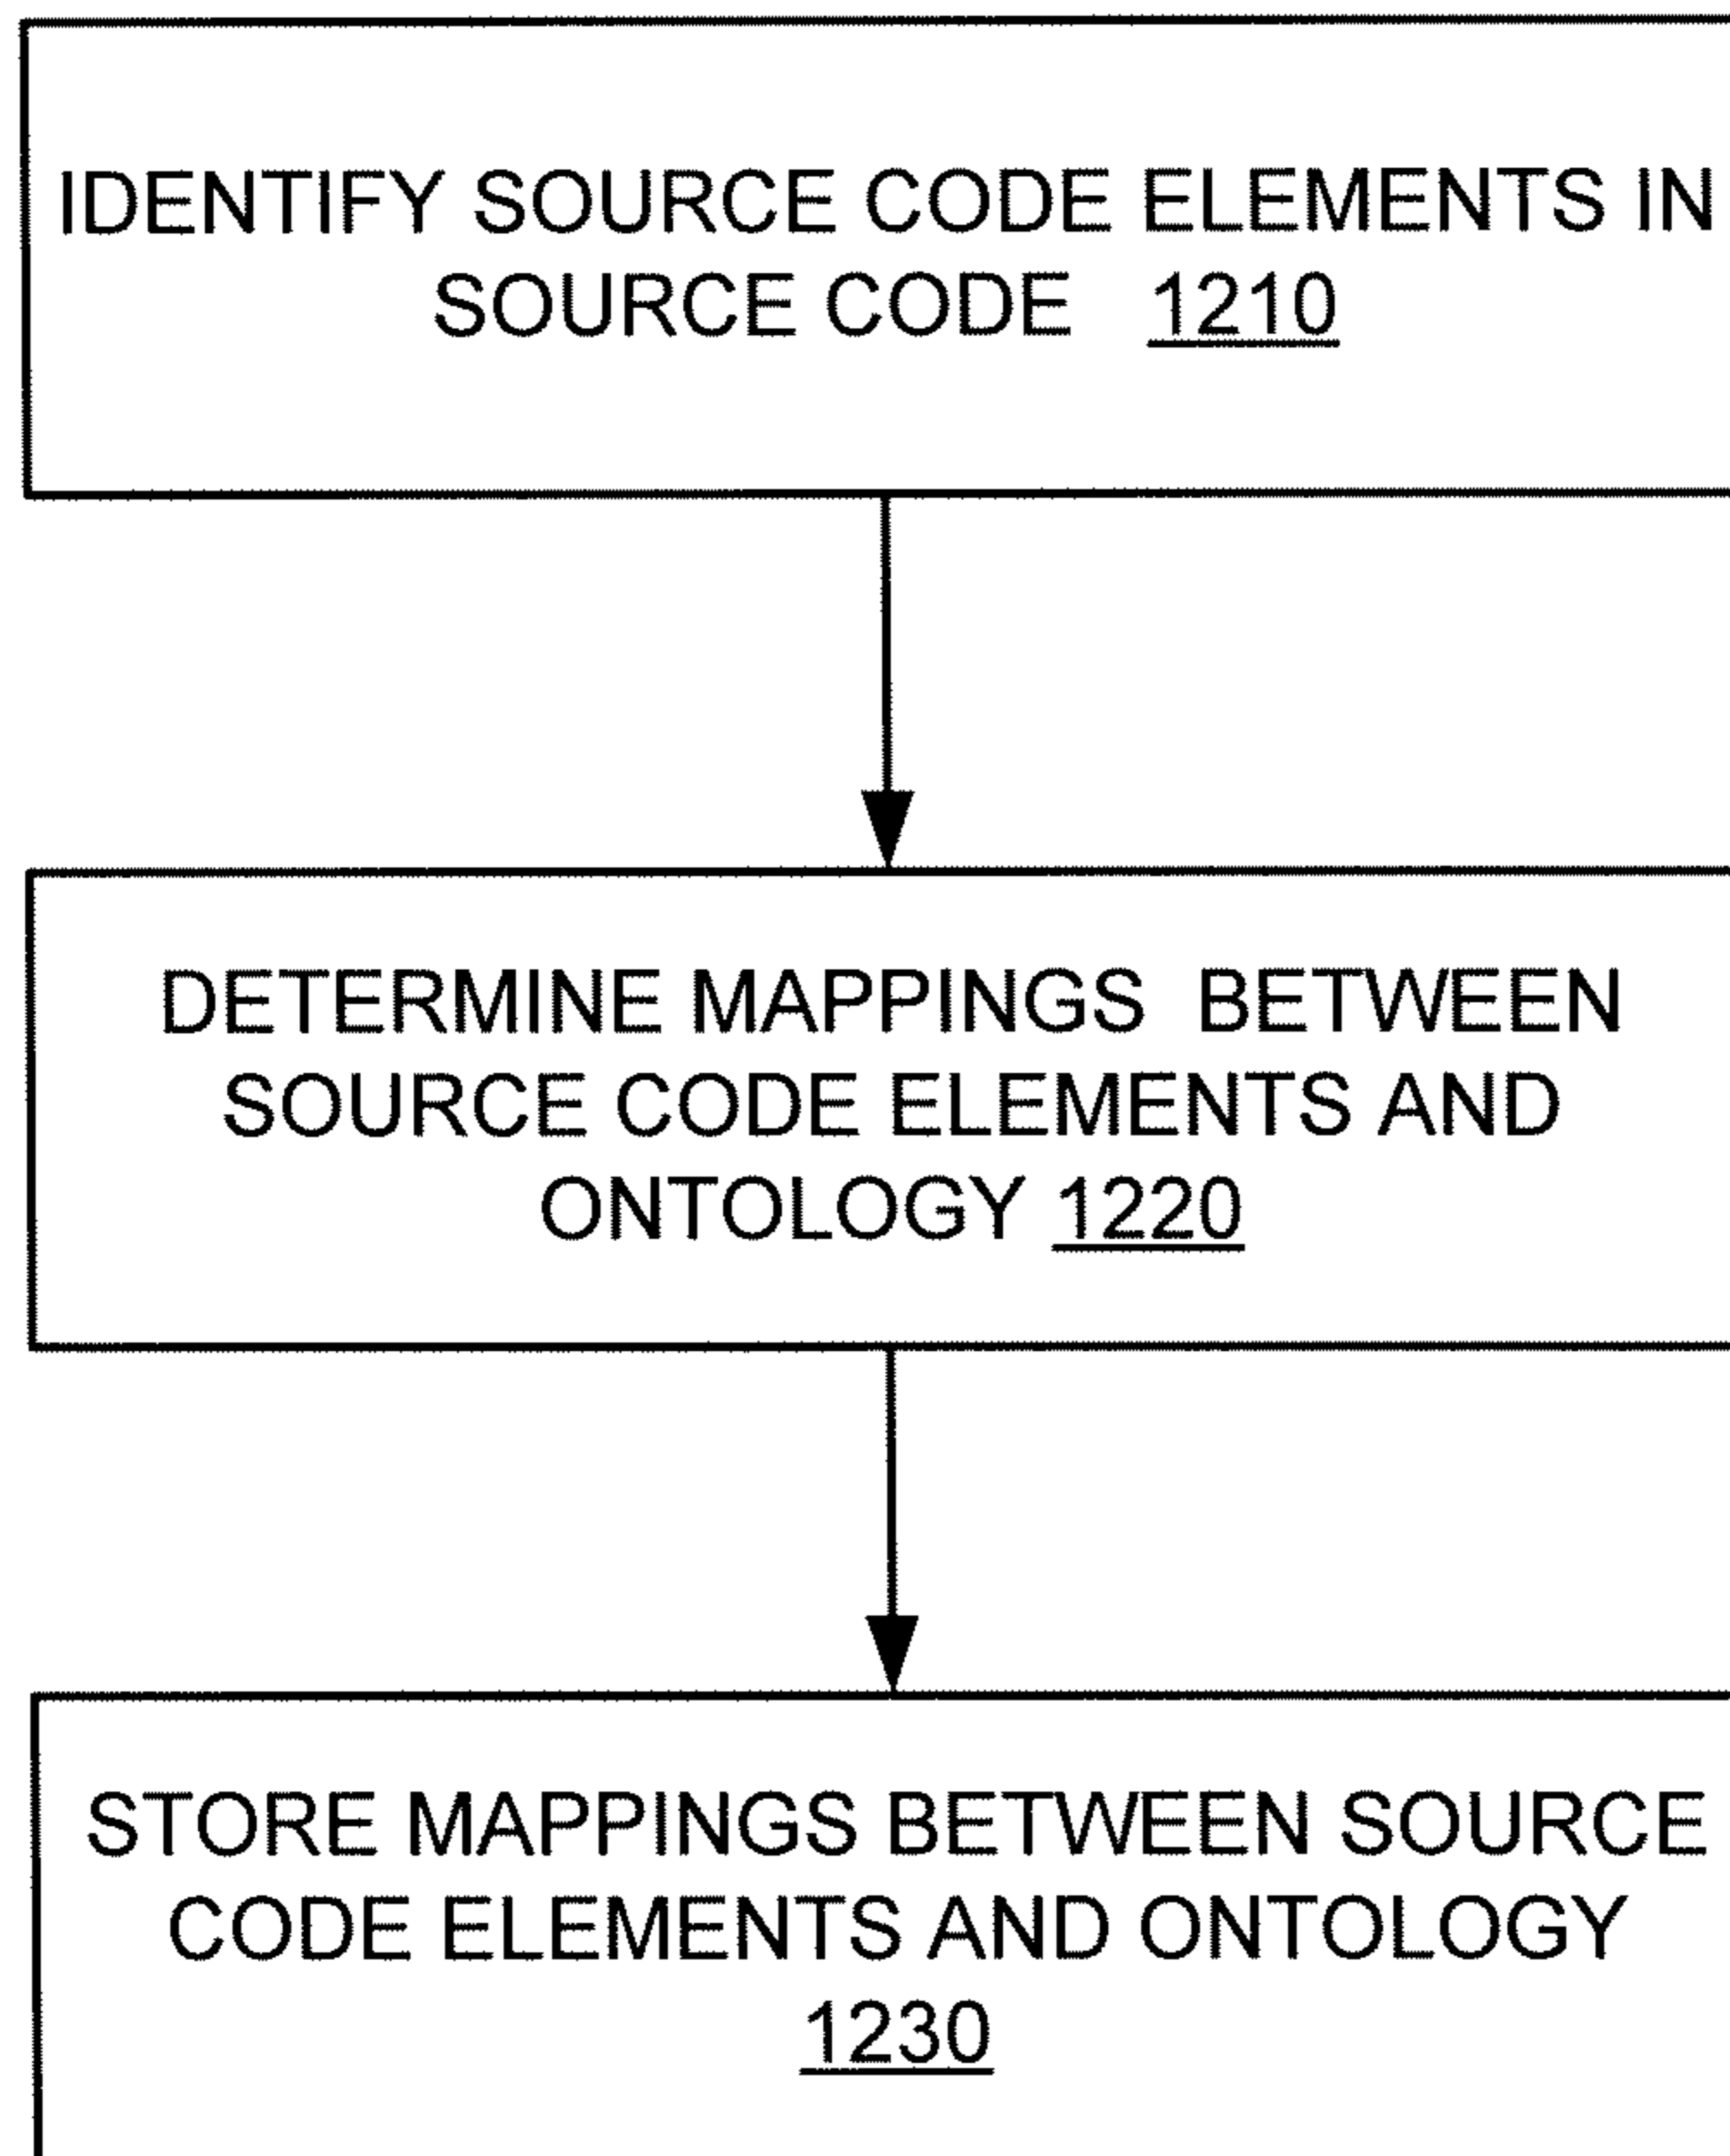 IDENTIFY SOURCE CODE ELEMENTS IN
SOURCE CODE 1210
DETERMINE MAPPINGS BETWEEN
SOURCE CODE ELEMENTS AND
ONTOLOGY 1220
STORE MAPPINGS BETWEEN SOURCE
CODE ELEMENTS AND ONTOLOGY
1230